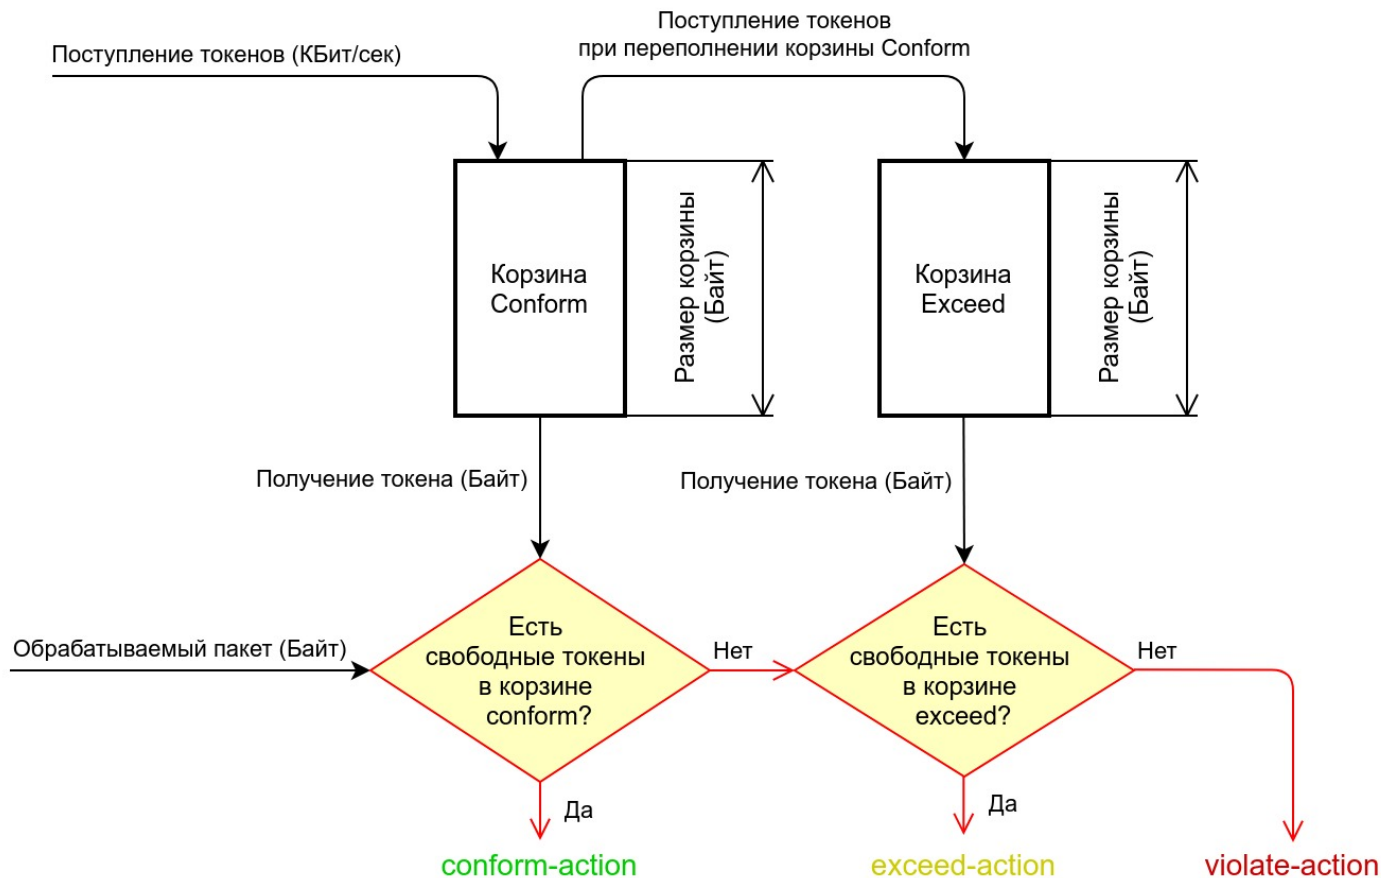 Поступление токенов
при переполнении корзины Conform
Поступление токенов (КБит/сек)
Корзина
Conform
Размер корзины
(Байт)
Корзина
Exceed
Размер корзины
(Байт)
Получение токена (Байт)
Получение токена (Байт)
Обрабатываемый пакет (Байт)
Есть
свободные токены
в корзине
conform?
Нет
Есть
свободные токены
в корзине
exceed?
Нет
Да
Да
conform-action
exceed-action
violate-action